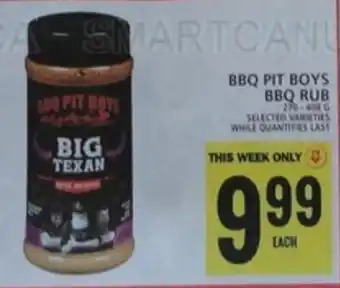 SMARTCANU
BBQ PIT BOYS
BBQ RUB
270 - 408 G
SELECTED VARIETIES
WHILE QUANTITIES LAST
BBQ PIT BOYS
BIG
TEXAN
THIS WEEK ONLY
9 99
EACH